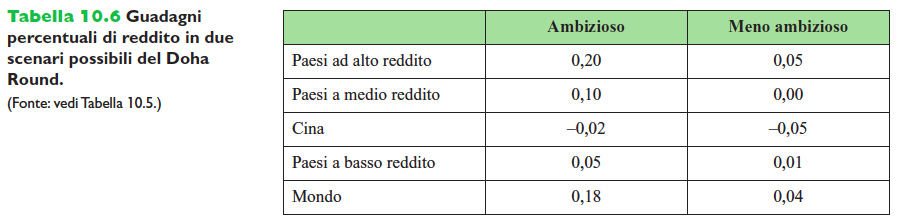 Tabella 10.6 Guadagni
percentuali di reddito in due
scenari possibili del Doha
Round.
(Fonte: vedi Tabella 10.5.)
Ambizioso Meno ambizioso
Paesi ad alto reddito 0,20 0,05
Paesi a medio reddito 0,10 0,00
Cina –0,02 –0,05
Paesi a basso reddito 0,05 0,01
Mondo 0,18 0,04